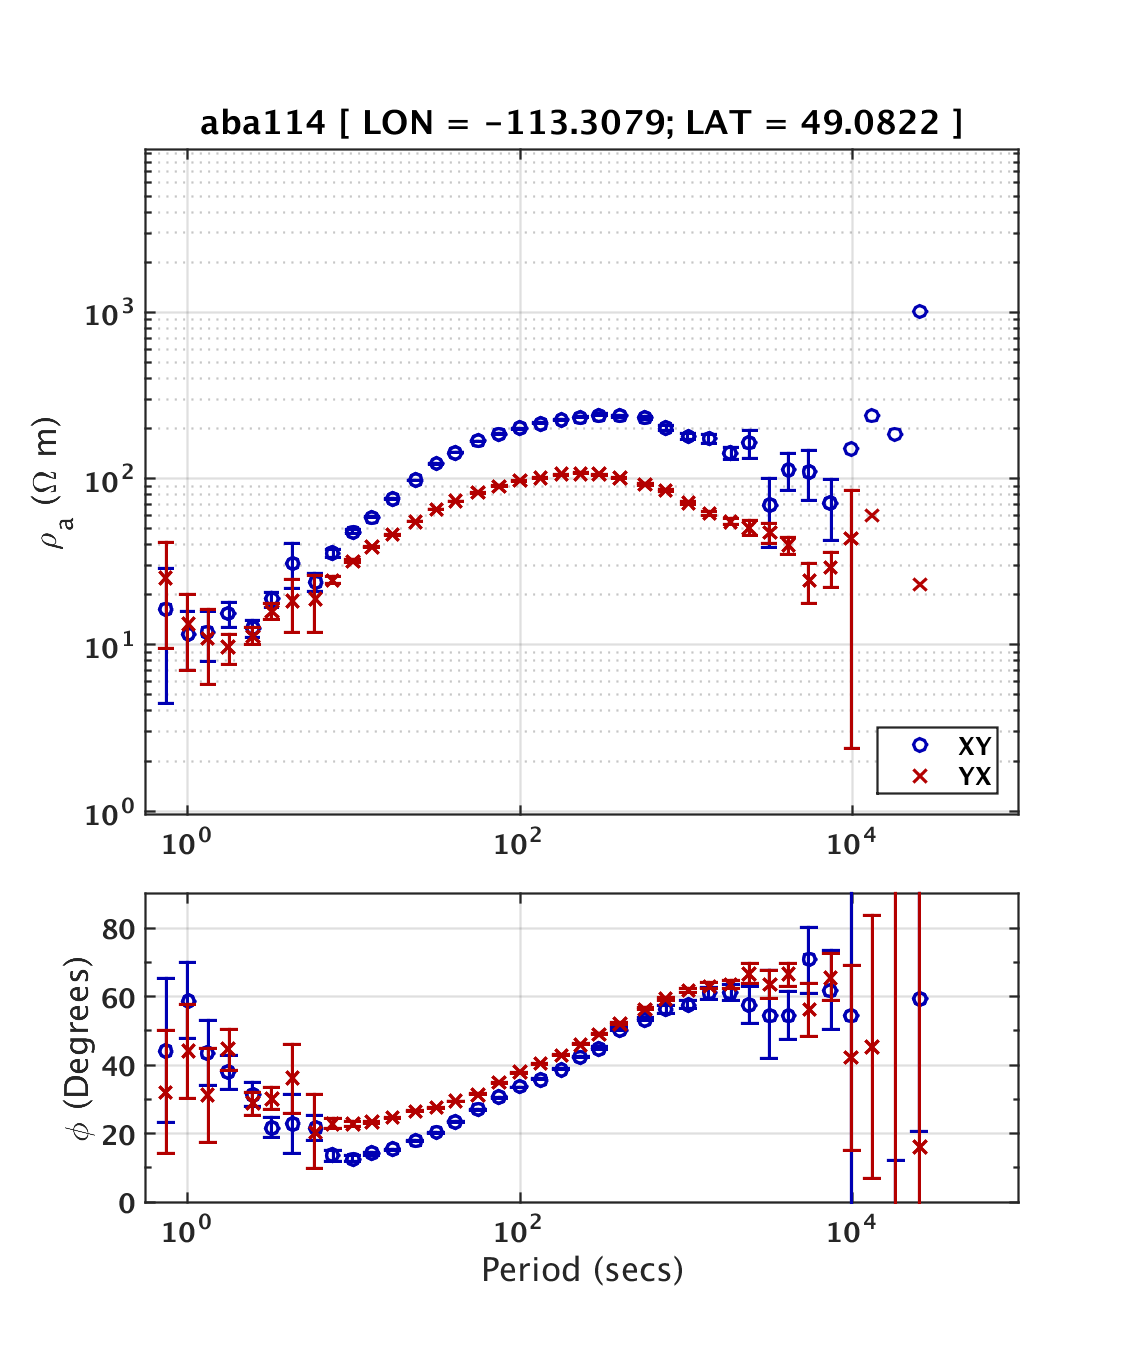 aba114 [ LON = -113.3079; LAT = 49.0822 ]
ρa (Ω m)
10^3
10^2
10^1
10^0
XY
YX
10^0 10^2 10^4
ϕ (Degrees)
80
60
40
20
0
10^0 10^2 10^4
Period (secs)